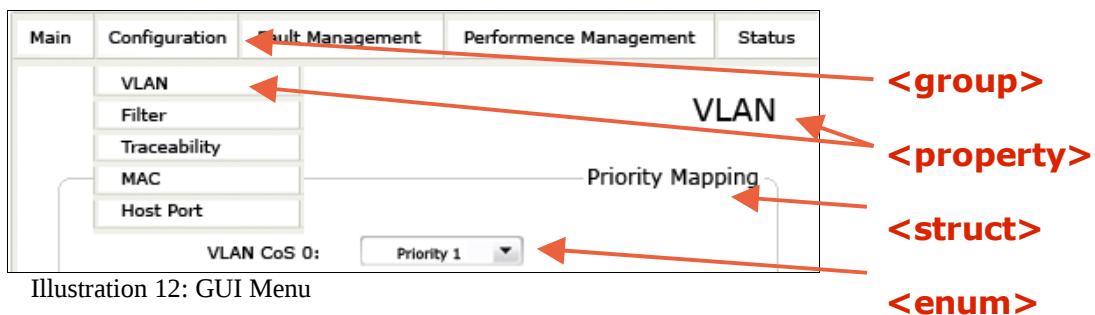 Main Configuration Fault Management Performence Management Status
<group>
VLAN
VLAN
Filter
Traceability
<property>
MAC
Priority Mapping
Host Port
<struct>
VLAN CoS 0: Priority 1
Illustration 12: GUI Menu
<enum>